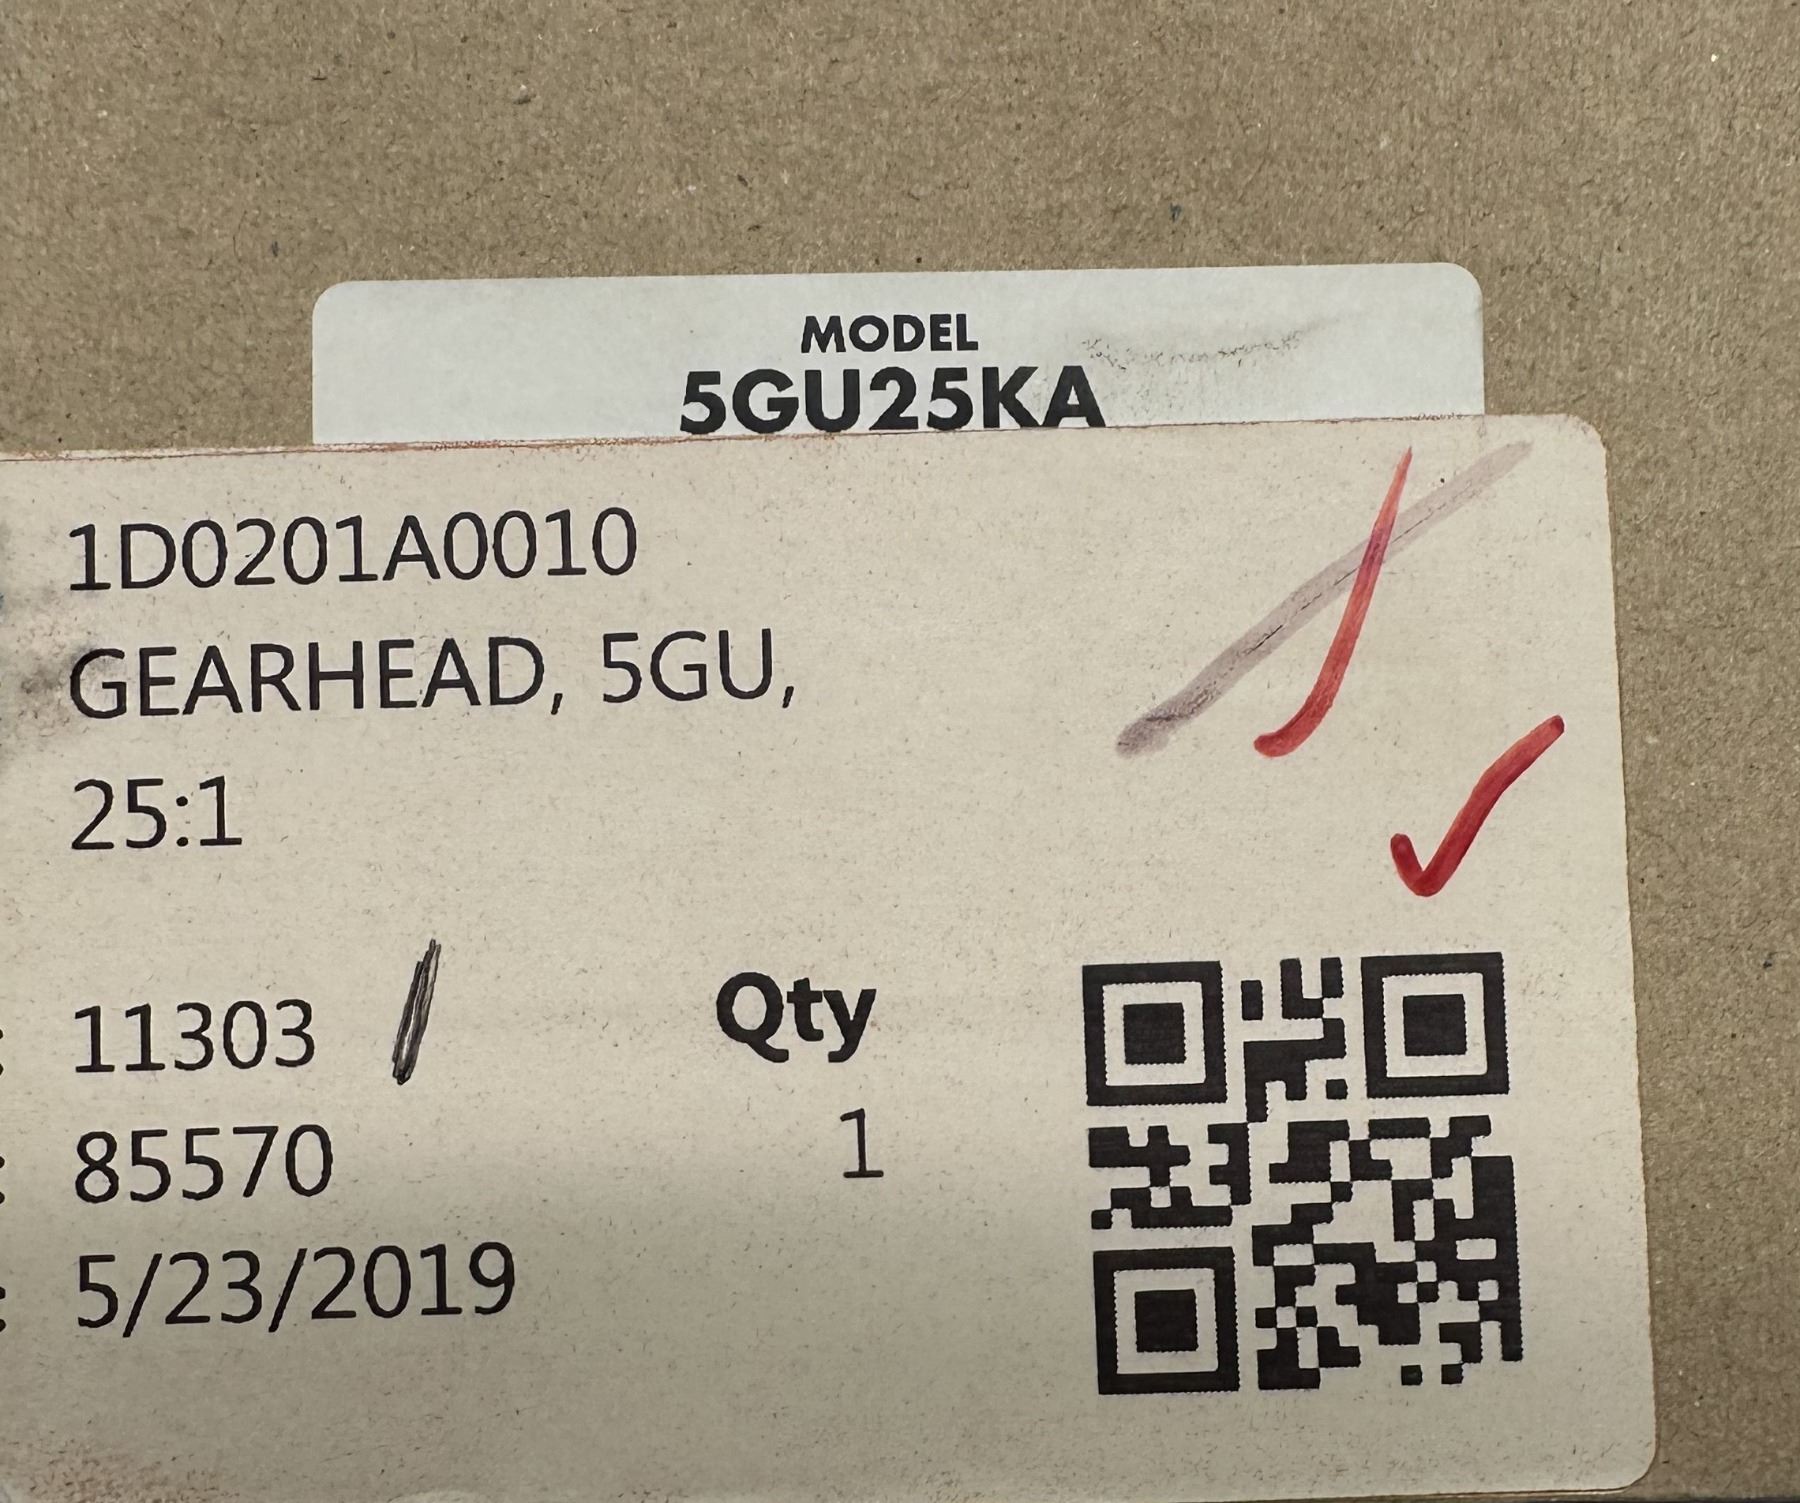 MODEL
5GU25KA
1D0201A0010
GEARHEAD, 5GU,
25:1
: 11303
Qty
: 85570
1
: 5/23/2019